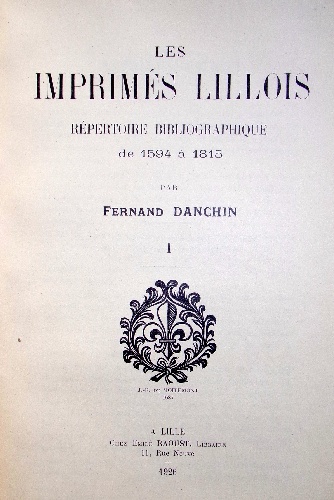 LES
IMPRIMÉS LILLOIS
RÉPERTOIRE BIBLIOGRAPHIQUE
de 1594 à 1815
PAR
FERNAND DANCHIN
I
A LILLE
CHEZ ÉMILE RAOUST, LIBRAIRE
11, RUE NEUVE
1926